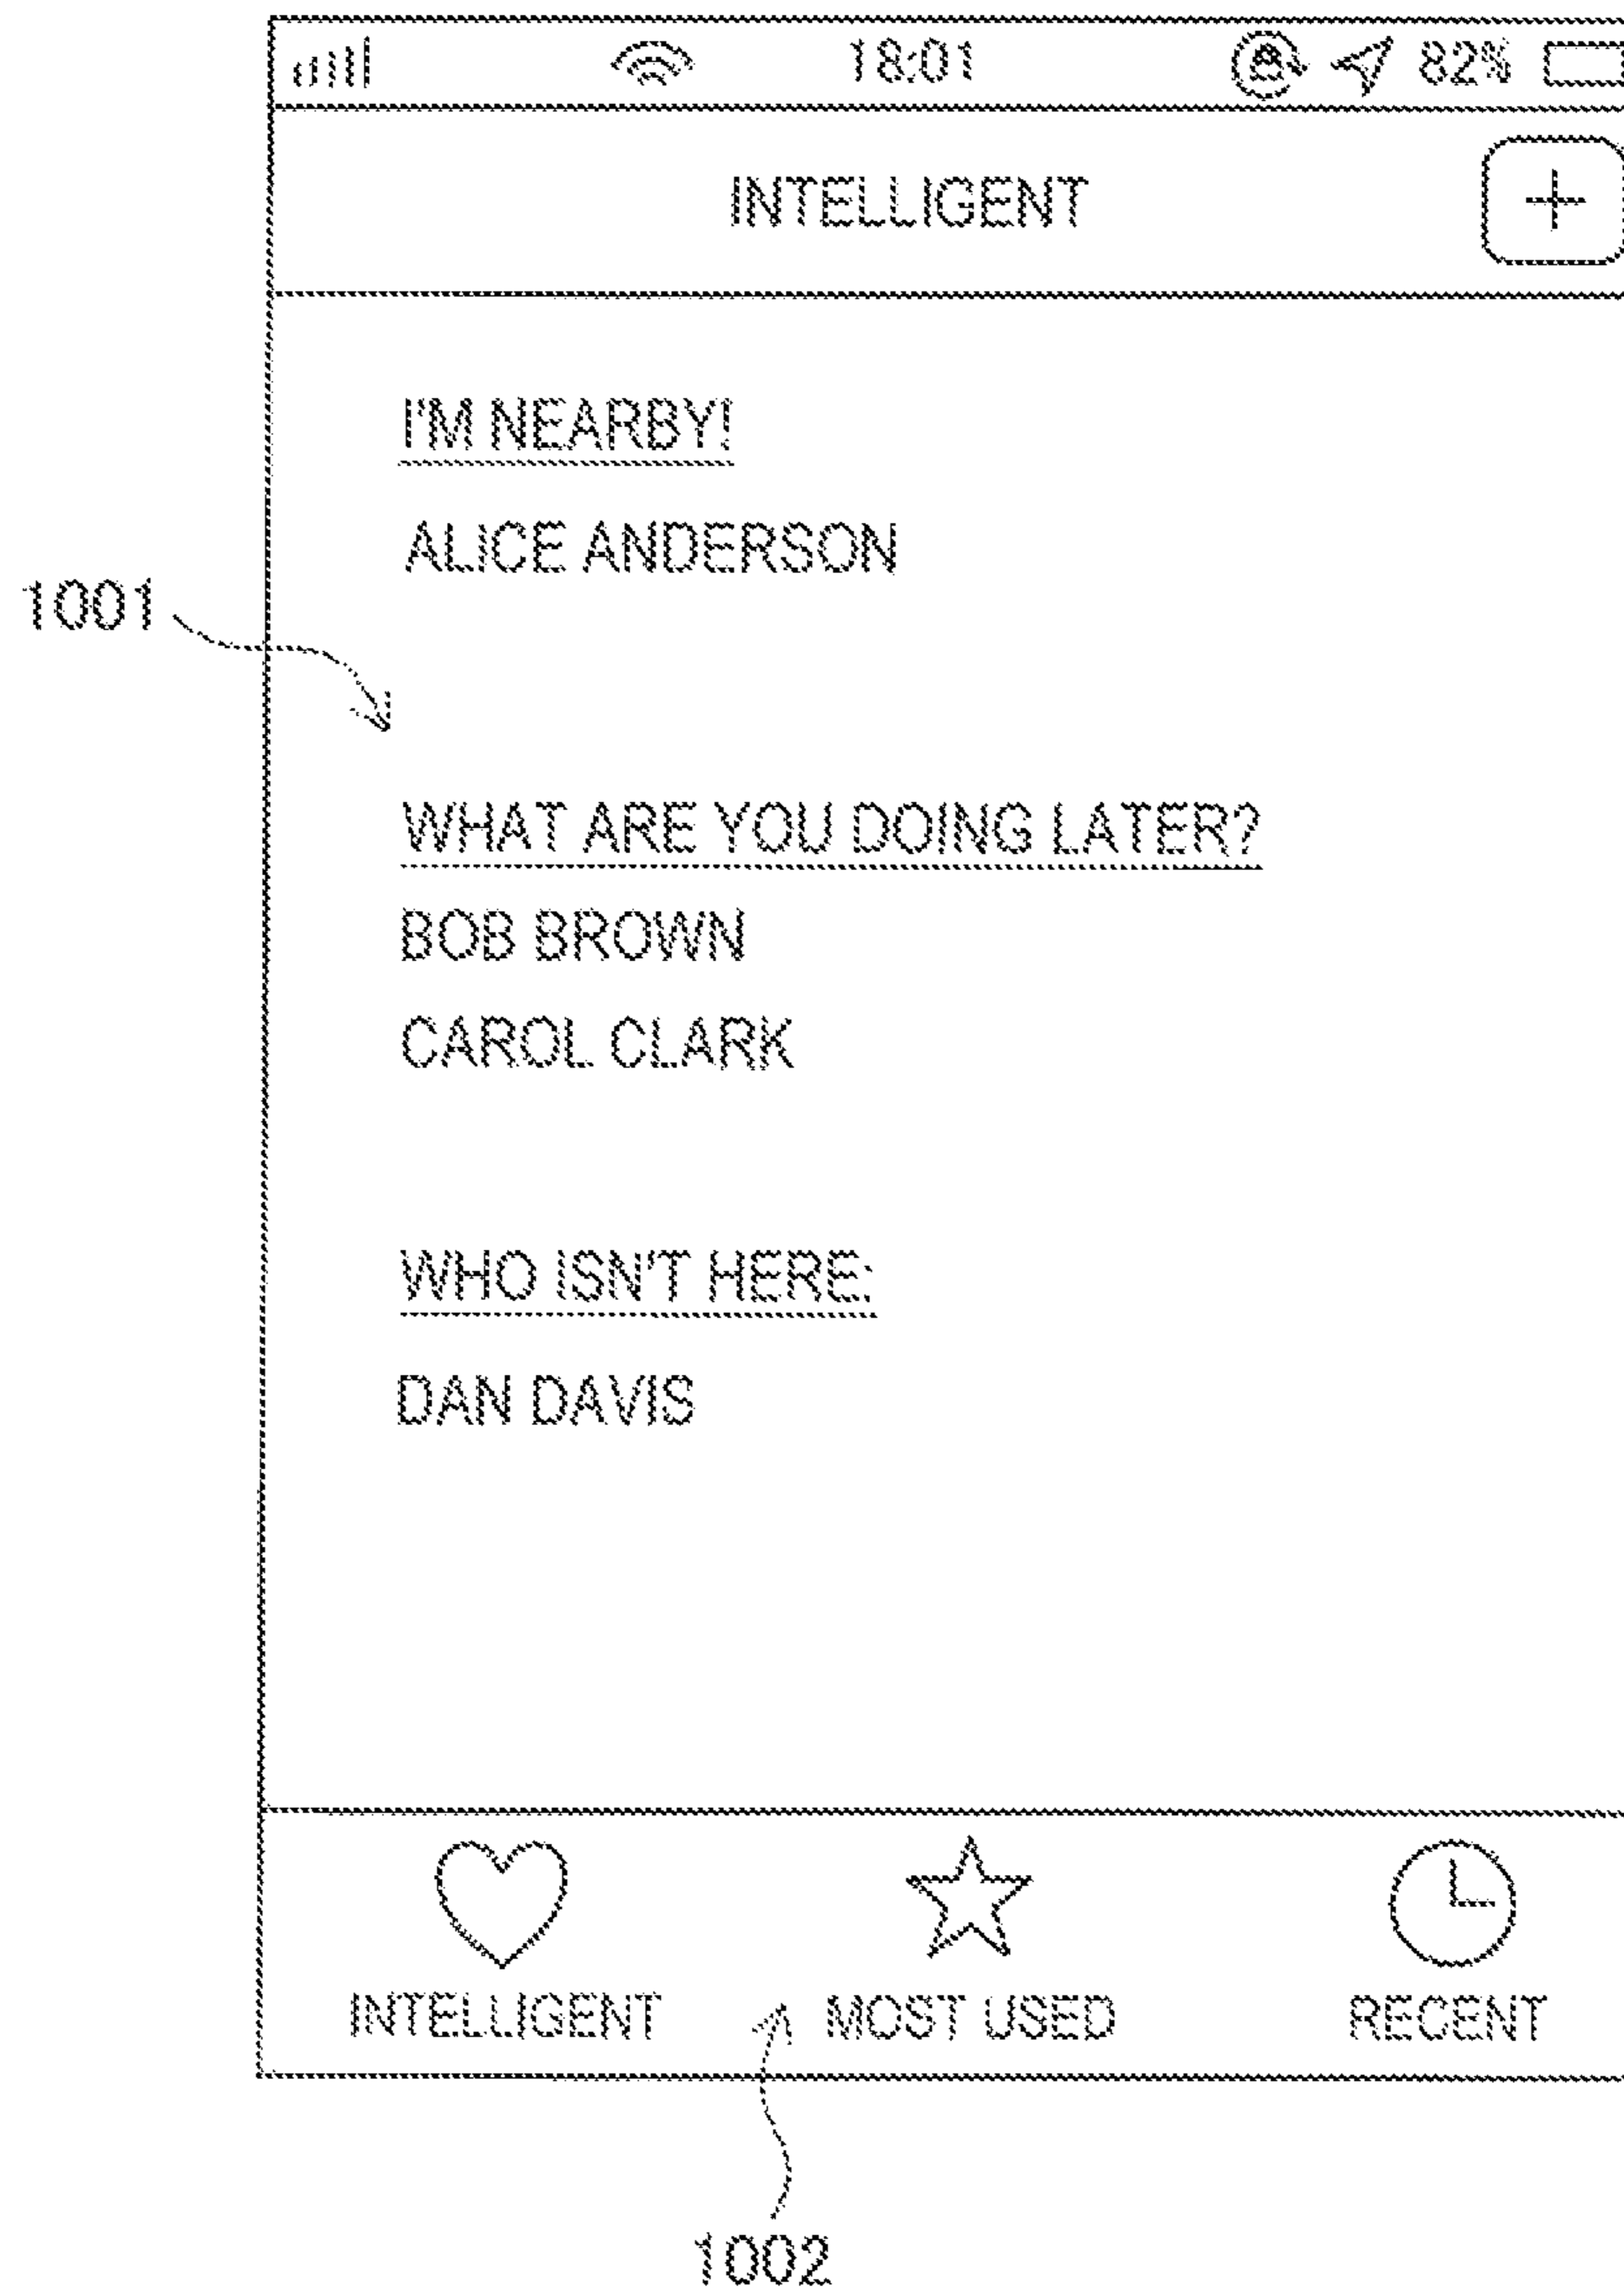 18:01 82%
INTELLIGENT +
I'M NEARBY!
ALICE ANDERSON
1001
WHAT ARE YOU DOING LATER?
BOB BROWN
CAROL CLARK
WHO ISN'T HERE:
DAN DAVIS
INTELLIGENT MOST USED RECENT
1002